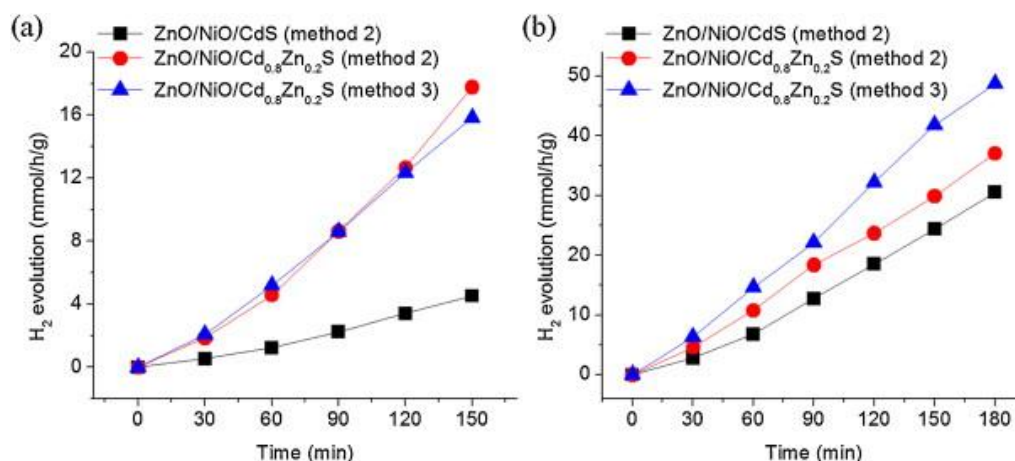 (a)
ZnO/NiO/CdS (method 2)
ZnO/NiO/Cd₀.₈Zn₀.₂S (method 2)
ZnO/NiO/Cd₀.₈Zn₀.₂S (method 3)
H₂ evolution (mmol/h/g)
20
16
12
8
4
0
0 30 60 90 120 150
Time (min)
(b)
ZnO/NiO/CdS (method 2)
ZnO/NiO/Cd₀.₈Zn₀.₂S (method 2)
ZnO/NiO/Cd₀.₈Zn₀.₂S (method 3)
H₂ evolution (mmol/h/g)
50
40
30
20
10
0
0 30 60 90 120 150 180
Time (min)